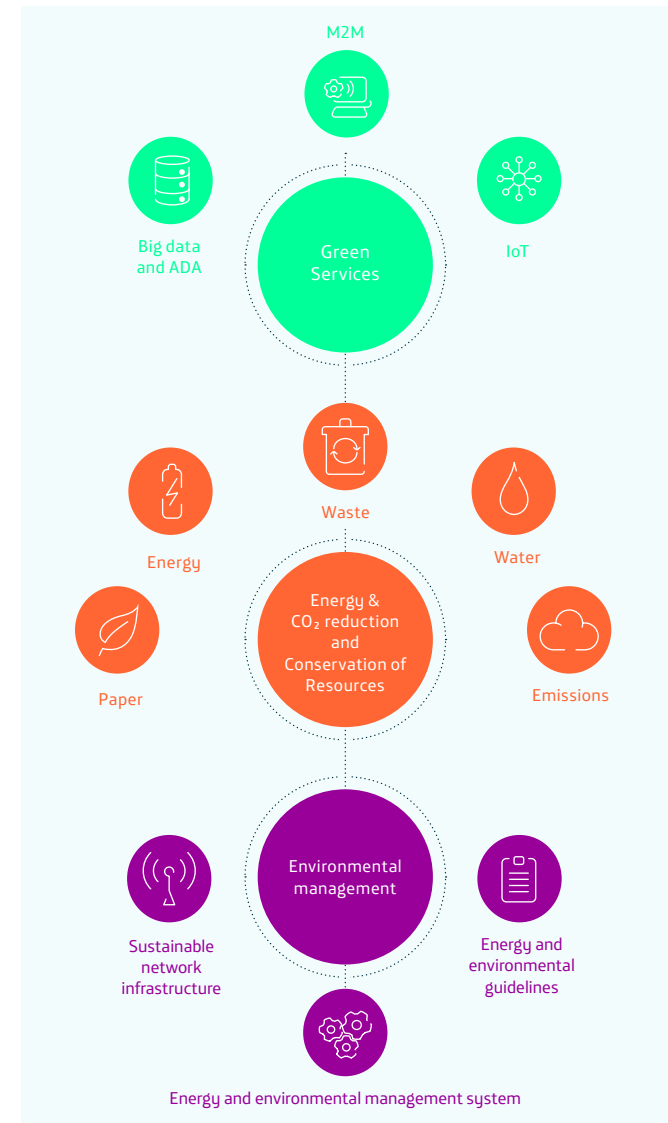 M2M
Big data
and ADA
Green
Services
IoT
Waste
Energy
Water
Energy &
CO₂ reduction
and
Conservation of
Resources
Paper
Emissions
Environmental
management
Sustainable
network
infrastructure
Energy and
environmental
guidelines
Energy and environmental management system